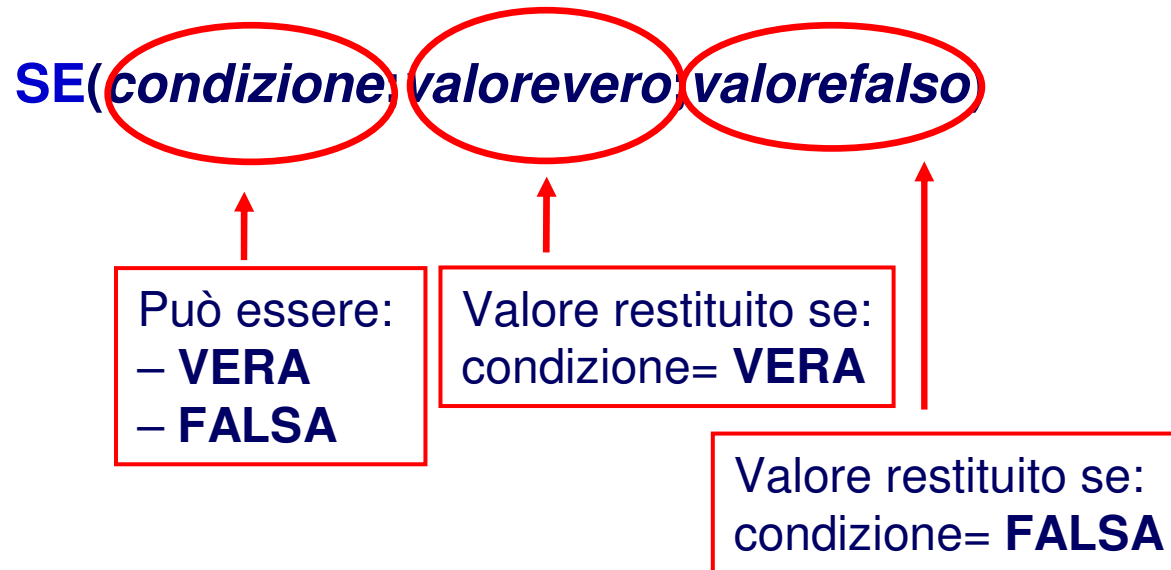 SE(condizione;valorevero;valorefalso)
Può essere:
– VERA
– FALSA
Valore restituito se:
condizione= VERA
Valore restituito se:
condizione= FALSA